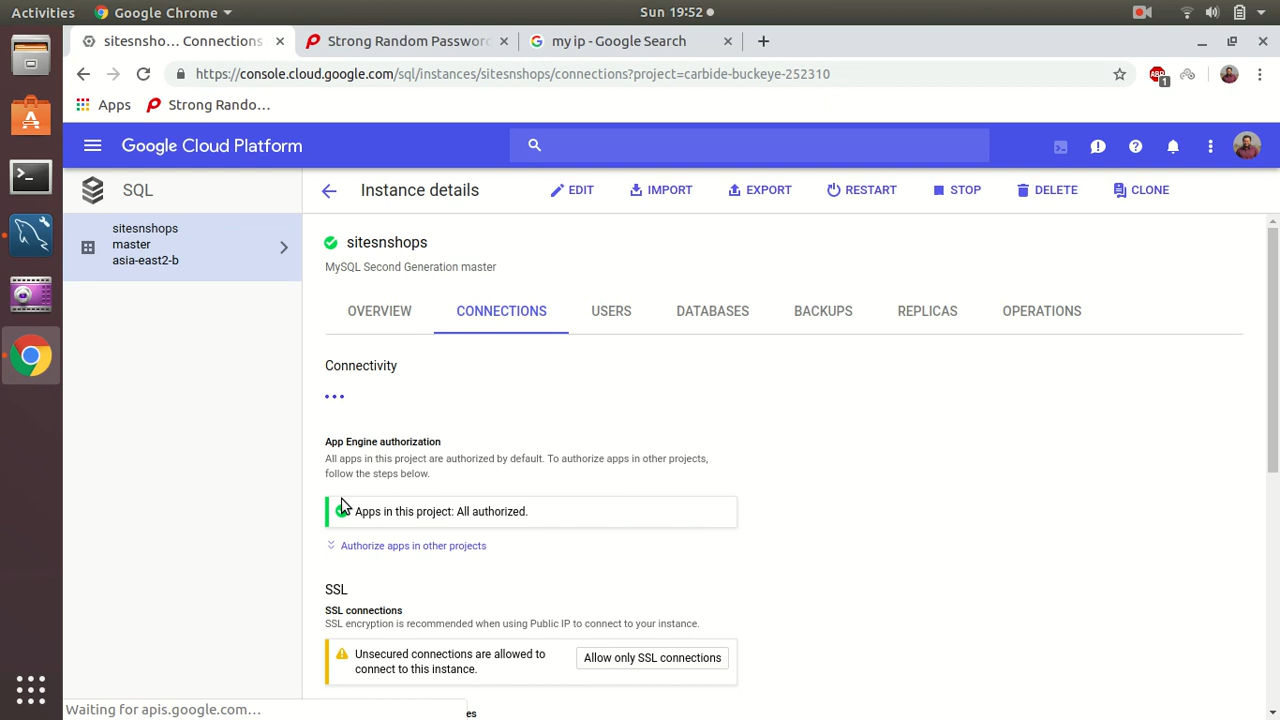 Activities
Google Chrome
Sun 19:52
sitesnsho… Connections
Strong Random Passwor
my ip - Google Search
https://console.cloud.google.com/sql/instances/sitesnshops/connections?project=carbide-buckeye-252310
1
Apps
Strong Rando…
Google Cloud Platform
SQL
Instance details
EDIT
IMPORT
EXPORT
RESTART
STOP
DELETE
CLONE
sitesnshops
master
asia-east2-b
sitesnshops
MySQL Second Generation master
OVERVIEW
CONNECTIONS
USERS
DATABASES
BACKUPS
REPLICAS
OPERATIONS
Connectivity
App Engine authorization
All apps in this project are authorized by default. To authorize apps in other projects,
follow the steps below.
Apps in this project: All authorized.
Authorize apps in other projects
SSL
SSL connections
SSL encryption is recommended when using Public IP to connect to your instance.
Unsecured connections are allowed to
connect to this instance.
Allow only SSL connections
Waiting for apis.google.com…